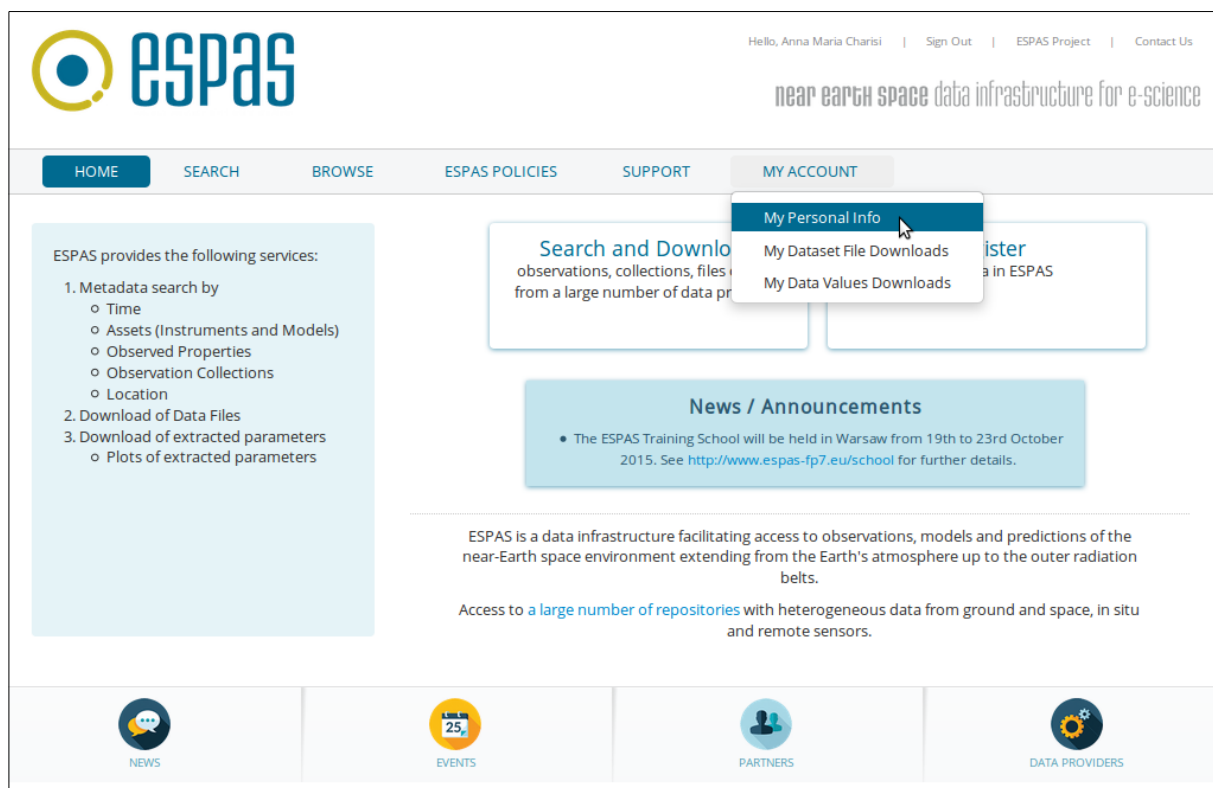 espas
Hello, Anna Maria Charisi | Sign Out | ESPAS Project | Contact Us
near earth space data infrastructure for e-science
HOME SEARCH BROWSE ESPAS POLICIES SUPPORT MY ACCOUNT
My Personal Info
My Dataset File Downloads
My Data Values Downloads
ESPAS provides the following services:
1. Metadata search by
Time
Assets (Instruments and Models)
Observed Properties
Observation Collections
Location
2. Download of Data Files
3. Download of extracted parameters
Plots of extracted parameters
Search and Downlo
observations, collections, files
from a large number of data pr
ister
in ESPAS
News / Announcements
• The ESPAS Training School will be held in Warsaw from 19th to 23rd October
2015. See http://www.espas-fp7.eu/school for further details.
ESPAS is a data infrastructure facilitating access to observations, models and predictions of the
near-Earth space environment extending from the Earth's atmosphere up to the outer radiation
belts.
Access to a large number of repositories with heterogeneous data from ground and space, in situ
and remote sensors.
25
NEWS EVENTS PARTNERS DATA PROVIDERS